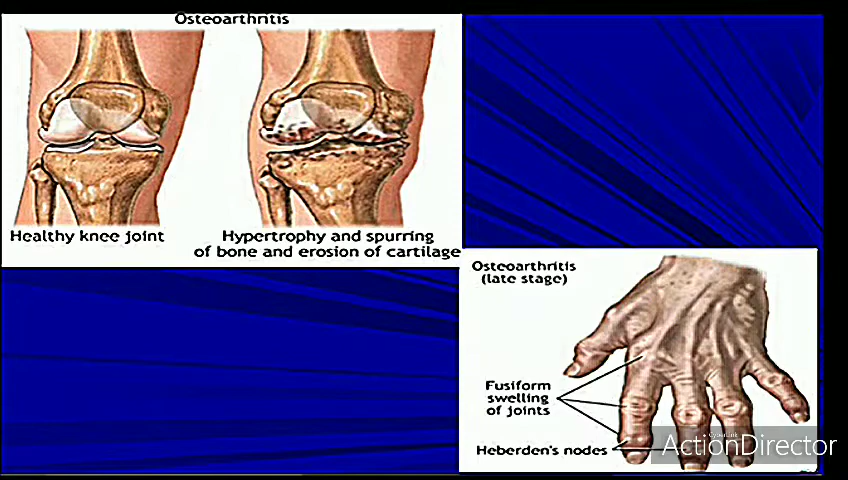 Osteoarthritis
Healthy knee joint
Hypertrophy and spurring
of bone and erosion of cartilage
Osteoarthritis
(late stage)
Fusiform
swelling
of joints
Heberden's nodes
CyberLink
ActionDirector